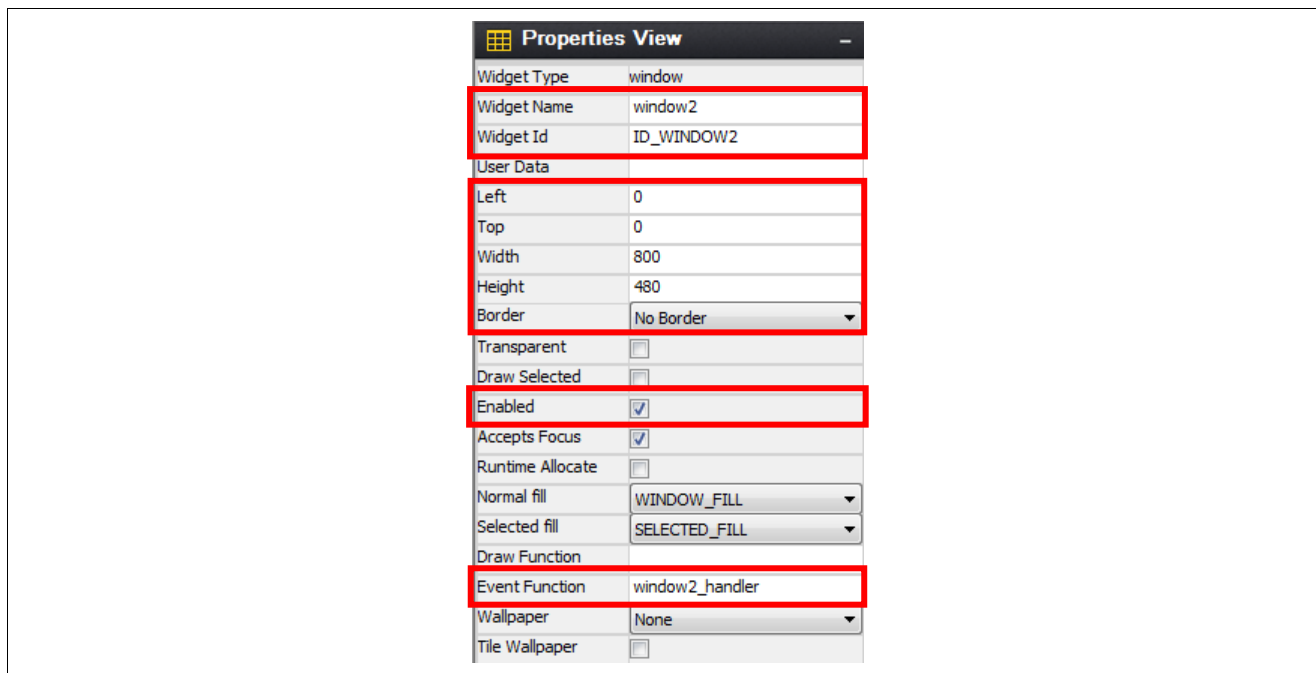 Properties View
Widget Type window
Widget Name window2
Widget Id ID_WINDOW2
User Data
Left 0
Top 0
Width 800
Height 480
Border No Border
Transparent
Draw Selected
Enabled
Accepts Focus
Runtime Allocate
Normal fill WINDOW_FILL
Selected fill SELECTED_FILL
Draw Function
Event Function window2_handler
Wallpaper None
Tile Wallpaper